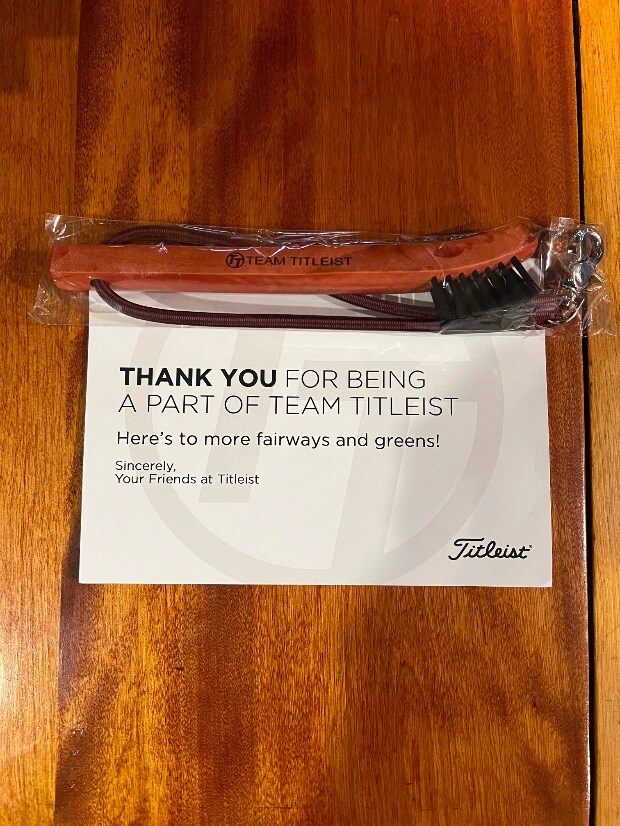 TT TEAM TITLEIST
THANK YOU FOR BEING
A PART OF TEAM TITLEIST
Here's to more fairways and greens!
Sincerely,
Your Friends at Titleist
Titleist